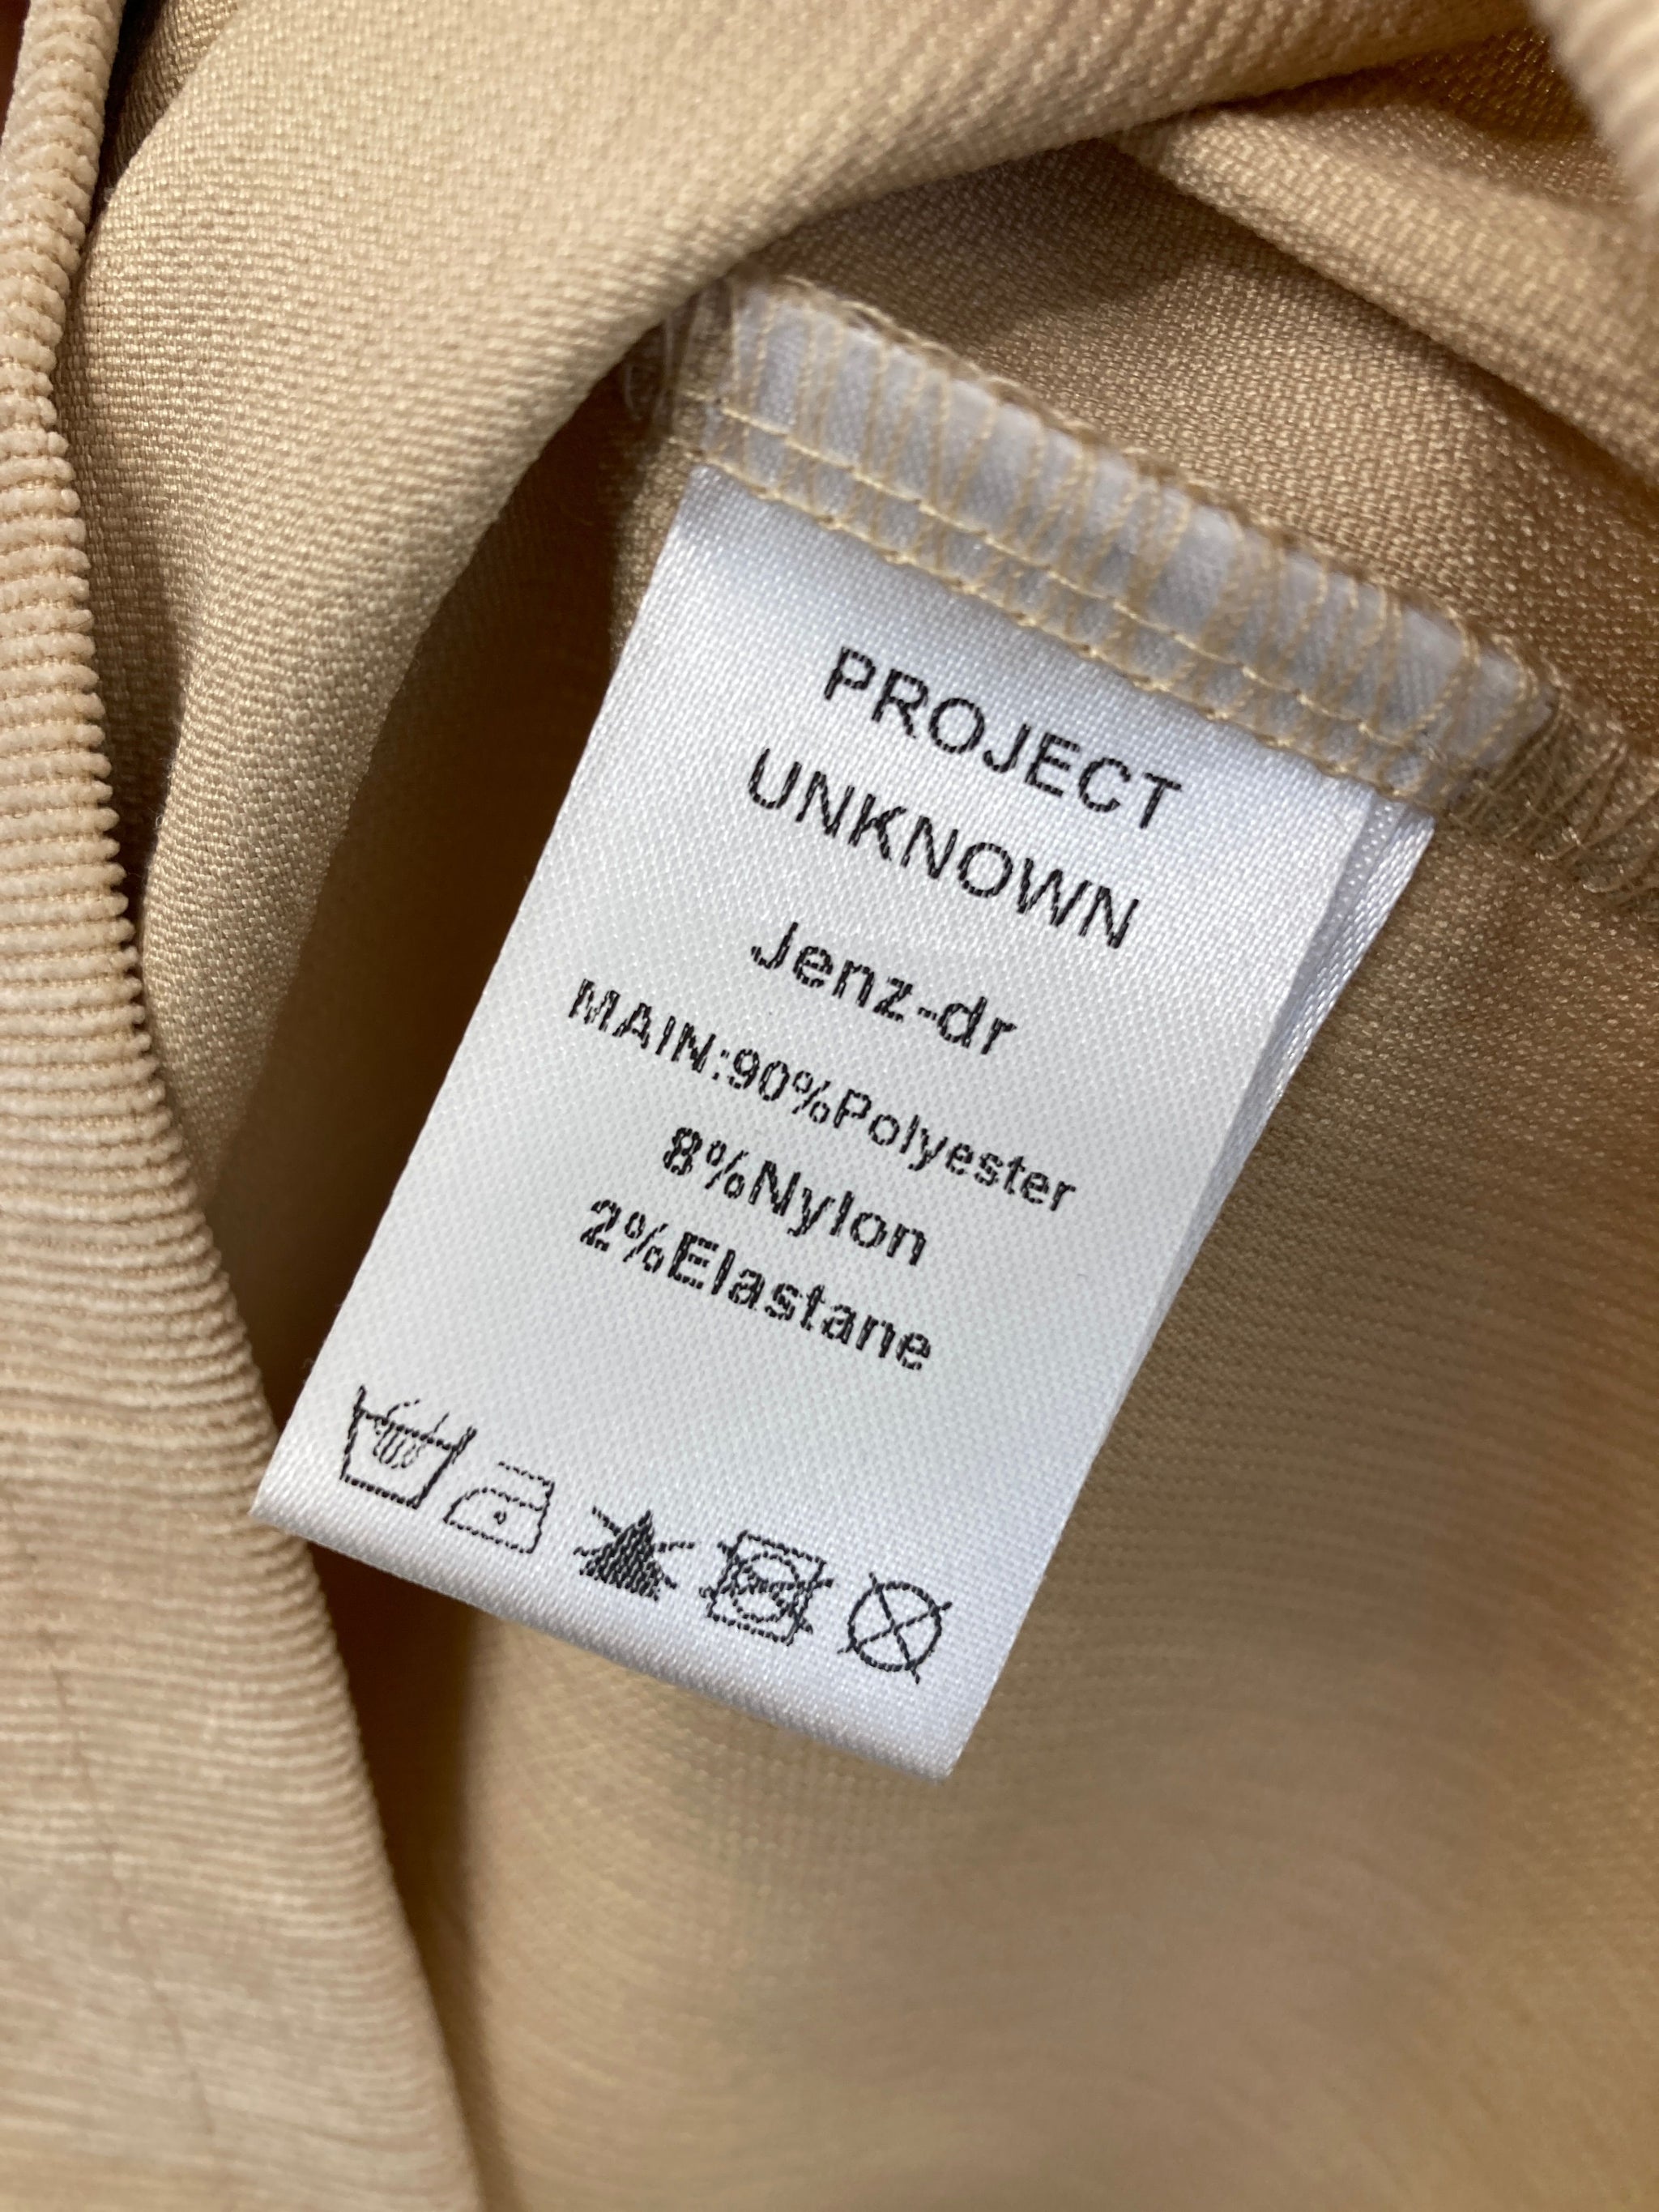 PROJECT
UNKNOWN
Jenz-dr
MAIN:90%Polyester
8%Nylon
2%Elastane